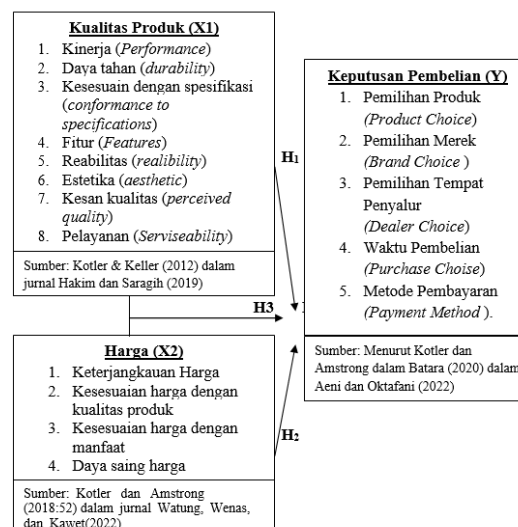 Kualitas Produk (X1)
1. Kinerja (Performance)
2. Daya tahan (durability)
3. Kesesuain dengan spesifikasi
(conformance to
specifications)
4. Fitur (Features)
5. Reabilitas (realibility)
6. Estetika (aesthetic)
7. Kesan kualitas (perceived
quality)
8. Pelayanan (Serviseability)
Sumber: Kotler & Keller (2012) dalam
jurnal Hakim dan Saragih (2019)
H1
H3
Harga (X2)
1. Keterjangkauan Harga
2. Kesesuaian harga dengan
kualitas produk
3. Kesesuaian harga dengan
manfaat
4. Daya saing harga
Sumber: Kotler dan Amstrong
(2018:52) dalam jurnal Watung, Wenas,
dan Kawet(2022)
H2
Keputusan Pembelian (Y)
1. Pemilihan Produk
(Product Choice)
2. Pemilihan Merek
(Brand Choice )
3. Pemilihan Tempat
Penyalur
(Dealer Choice)
4. Waktu Pembelian
(Purchase Choise)
5. Metode Pembayaran
(Payment Method ).
Sumber: Menurut Kotler dan
Amstrong dalam Batara (2020) dalam
Aeni dan Oktafani (2022)